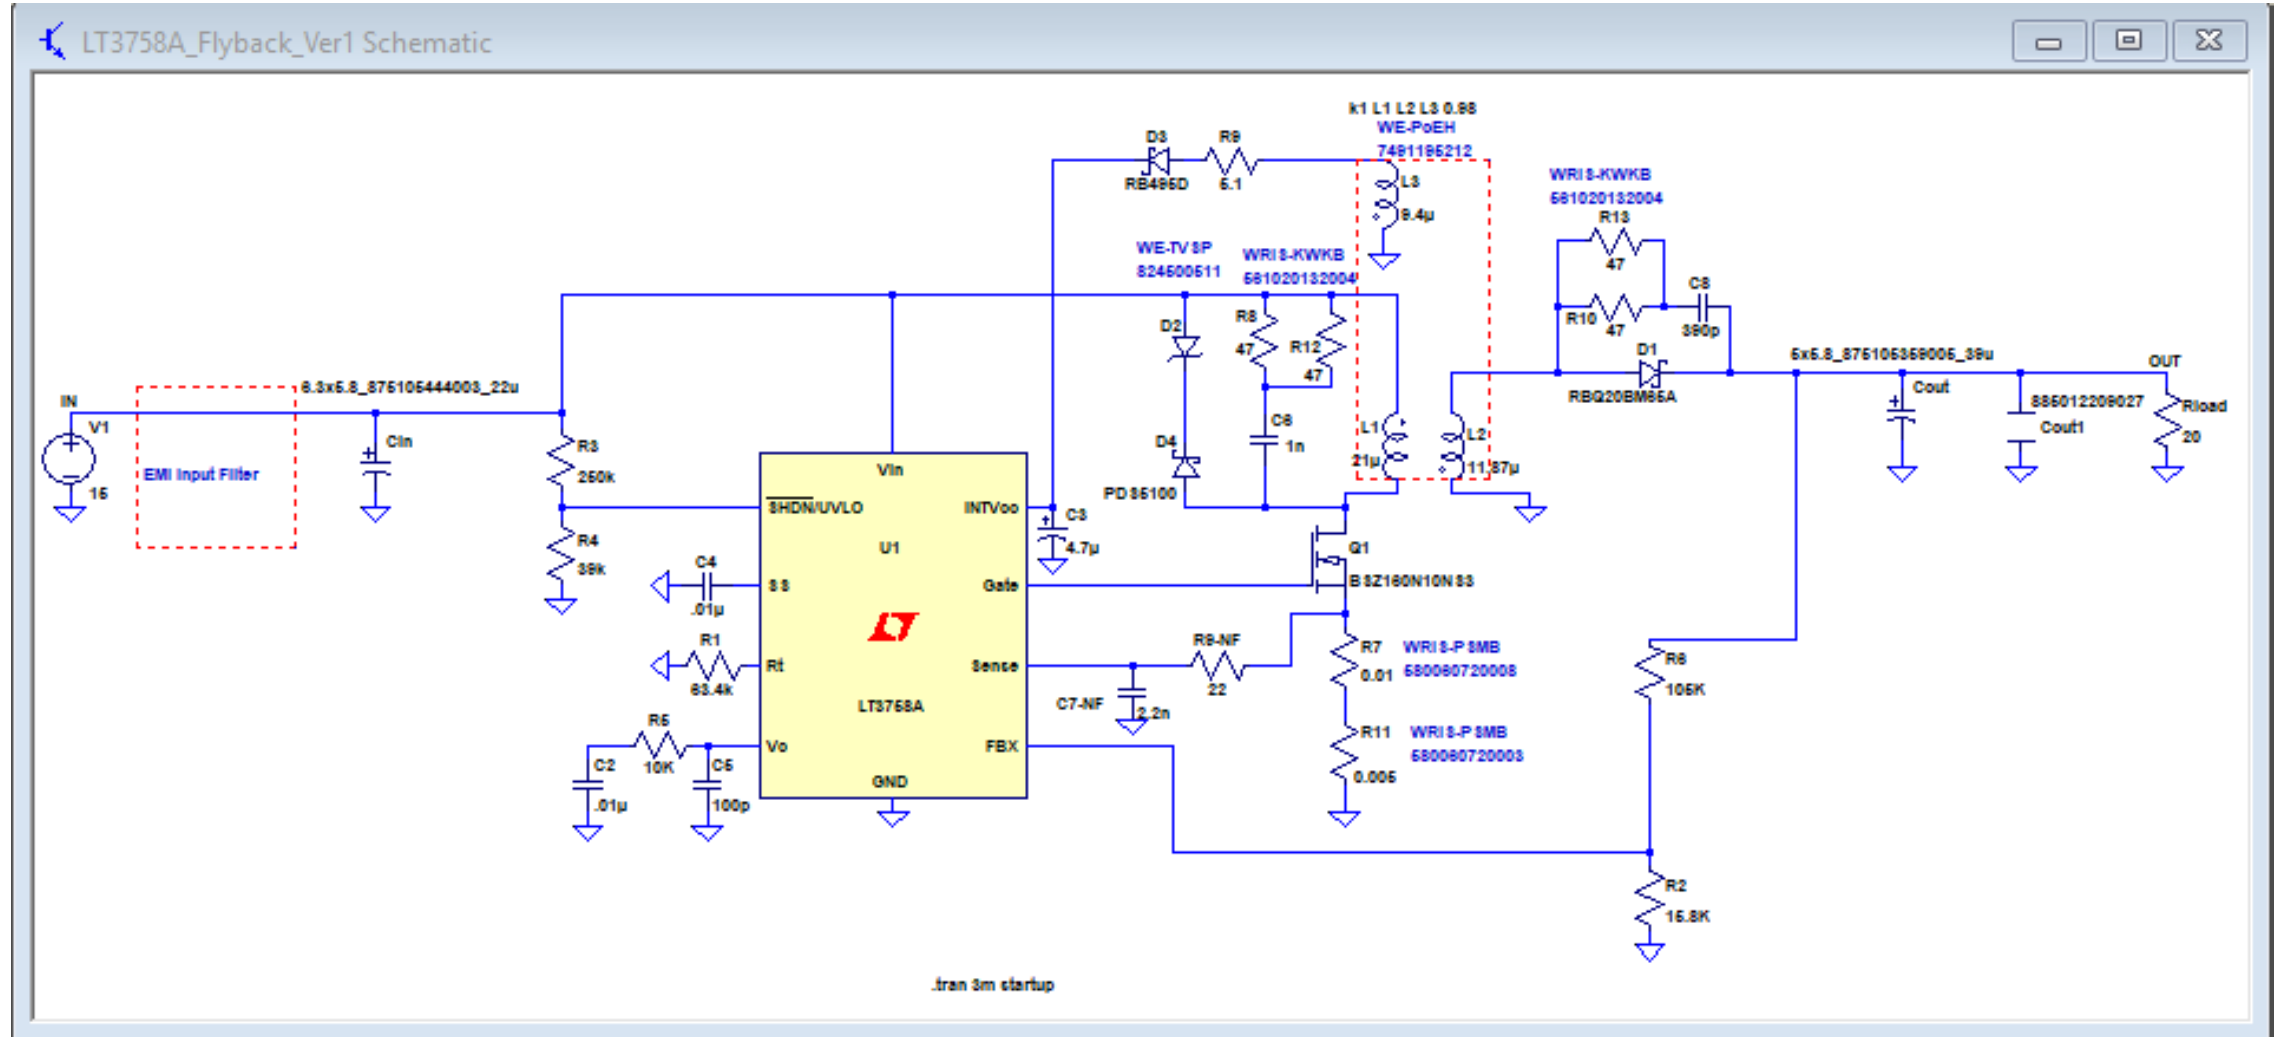 LT3758A_Flyback_Ver1 Schematic
k1 L1 L2 L3 0.98
WE-PoEH
7491195212
D3
R9
RB495D
5.1
L3
9.4µ
WRIS-KWKB
561020132004
R13
47
WE-TVSP
824500511
WRIS-KWKB
561020132004
C8
R10
47
390p
D2
R8
47
R12
47
D1
RBQ20BM65A
5x5.8_875105359005_39u
OUT
IN
6.3x5.8_875105444003_22u
V1
15
EMI Input Filter
Cin
R3
250k
C6
1n
D4
PDS5100
L1
21µ
L2
11.87µ
Cout
885012209027
Cout1
Rload
20
Vin
SHDN/UVLO
INTVcc
C3
4.7µ
R4
39k
U1
Q1
BSZ160N10NS3
C4
.01µ
SS
Gate
R1
63.4k
Rt
Sense
R9-NF
22
R7
0.01
WRIS-PSMB
580060720008
R6
105K
LT3758A
C7-NF
2.2n
R5
10K
Vc
FBX
R11
0.005
WRIS-PSMB
580060720003
C2
.01µ
C5
100p
GND
R2
15.8K
.tran 3m startup